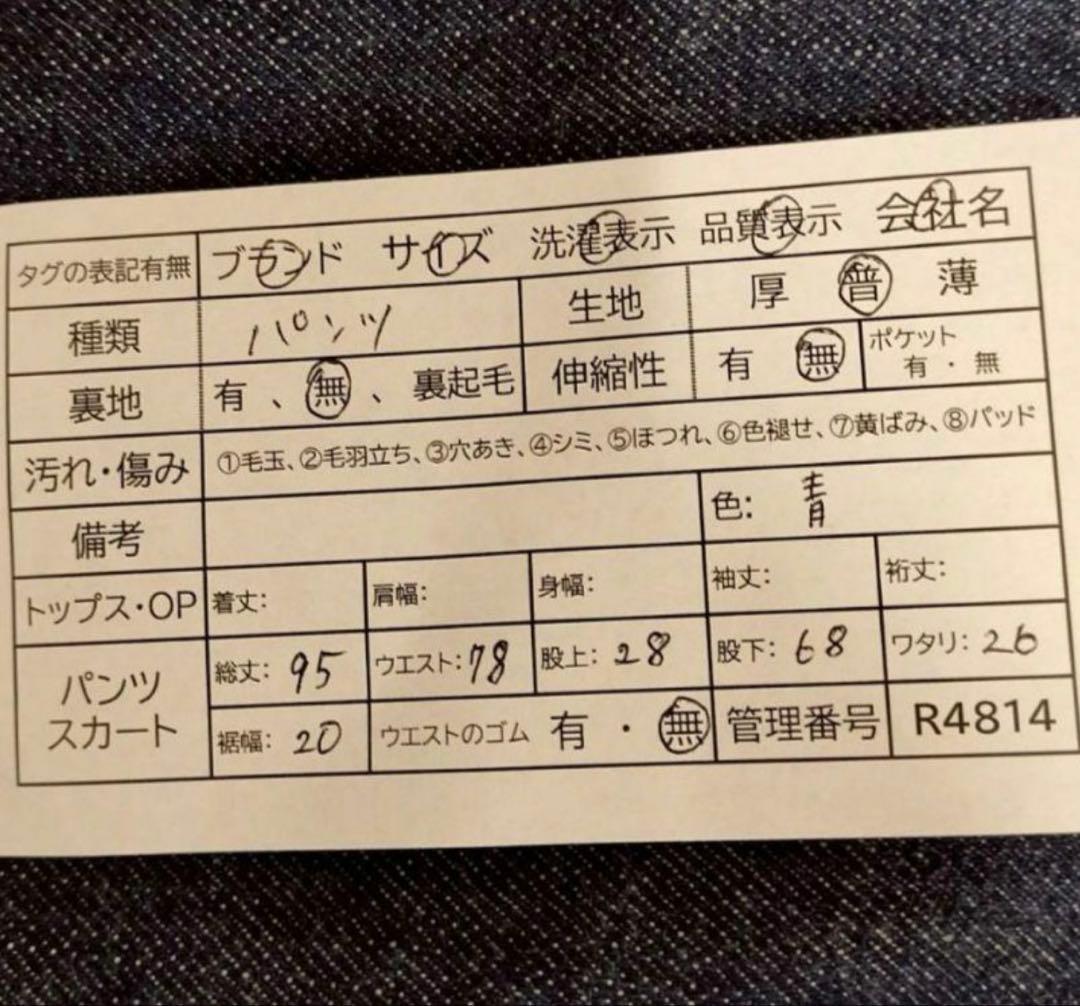 タグの表記有無 ブランド サイズ 洗濯表示 品質表示 会社名
種類 パンツ 生地 厚 普 薄
裏地 有 、 無 、 裏起毛 伸縮性 有 無 ポケット 有 ・ 無
汚れ・傷み ①毛玉、②毛羽立ち、③穴あき、④シミ、⑤ほつれ、⑥色褪せ、⑦黄ばみ、⑧パッド
備考 色: 青
トップス・OP 着丈: 肩幅: 身幅: 袖丈: 裄丈:
パンツ スカート 総丈: 95 ウエスト: 78 股上: 28 股下: 68 ワタリ: 26
裾幅: 20 ウエストのゴム 有 ・ 無 管理番号 R4814